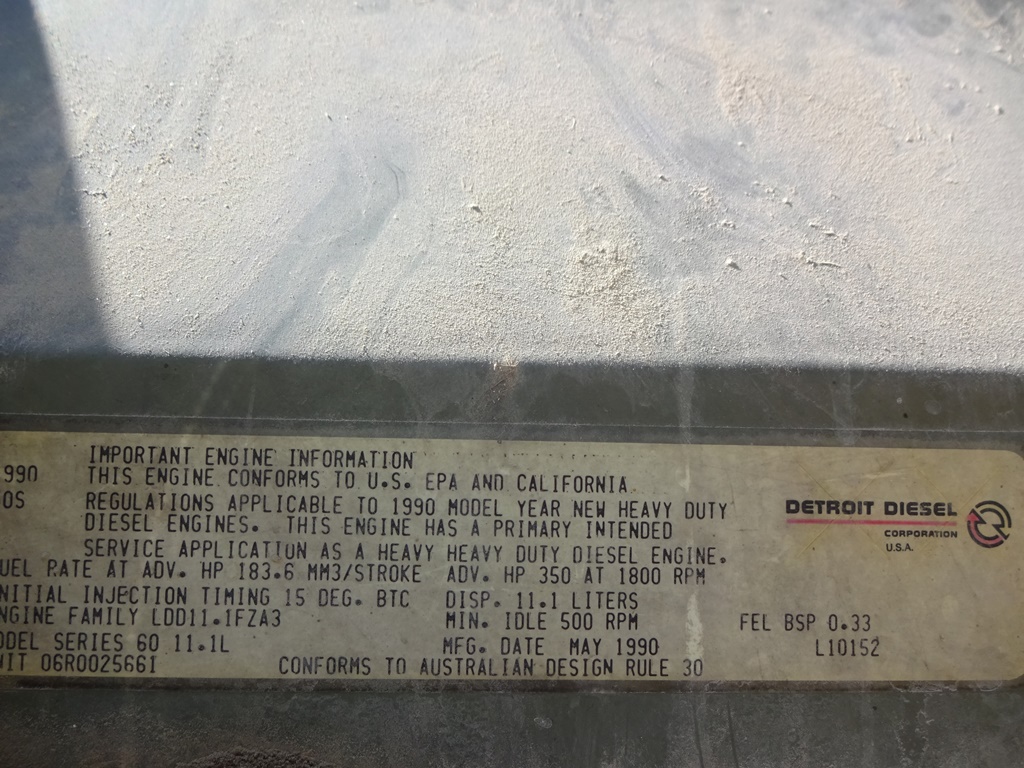 IMPORTANT ENGINE INFORMATION
990 THIS ENGINE CONFORMS TO U.S. EPA AND CALIFORNIA
OS REGULATIONS APPLICABLE TO 1990 MODEL YEAR NEW HEAVY DUTY
DIESEL ENGINES. THIS ENGINE HAS A PRIMARY INTENDED
SERVICE APPLICATION AS A HEAVY HEAVY DUTY DIESEL ENGINE.
UEL RATE AT ADV. HP 183.6 MM3/STROKE ADV. HP 350 AT 1800 RPM
NITIAL INJECTION TIMING 15 DEG. BTC DISP. 11.1 LITERS
NGINE FAMILY LDD11.1FZA3 MIN. IDLE 500 RPM FEL BSP 0.33
ODEL SERIES 60 11.1L MFG. DATE MAY 1990 L10152
NIT 06R0025661 CONFORMS TO AUSTRALIAN DESIGN RULE 30
DETROIT DIESEL
CORPORATION
U.S.A.